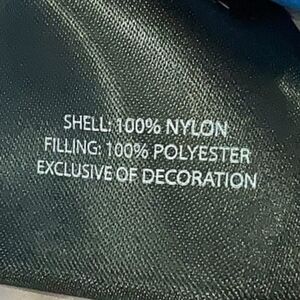 SHELL: 100% NYLON
FILLING: 100% POLYESTER
EXCLUSIVE OF DECORATION